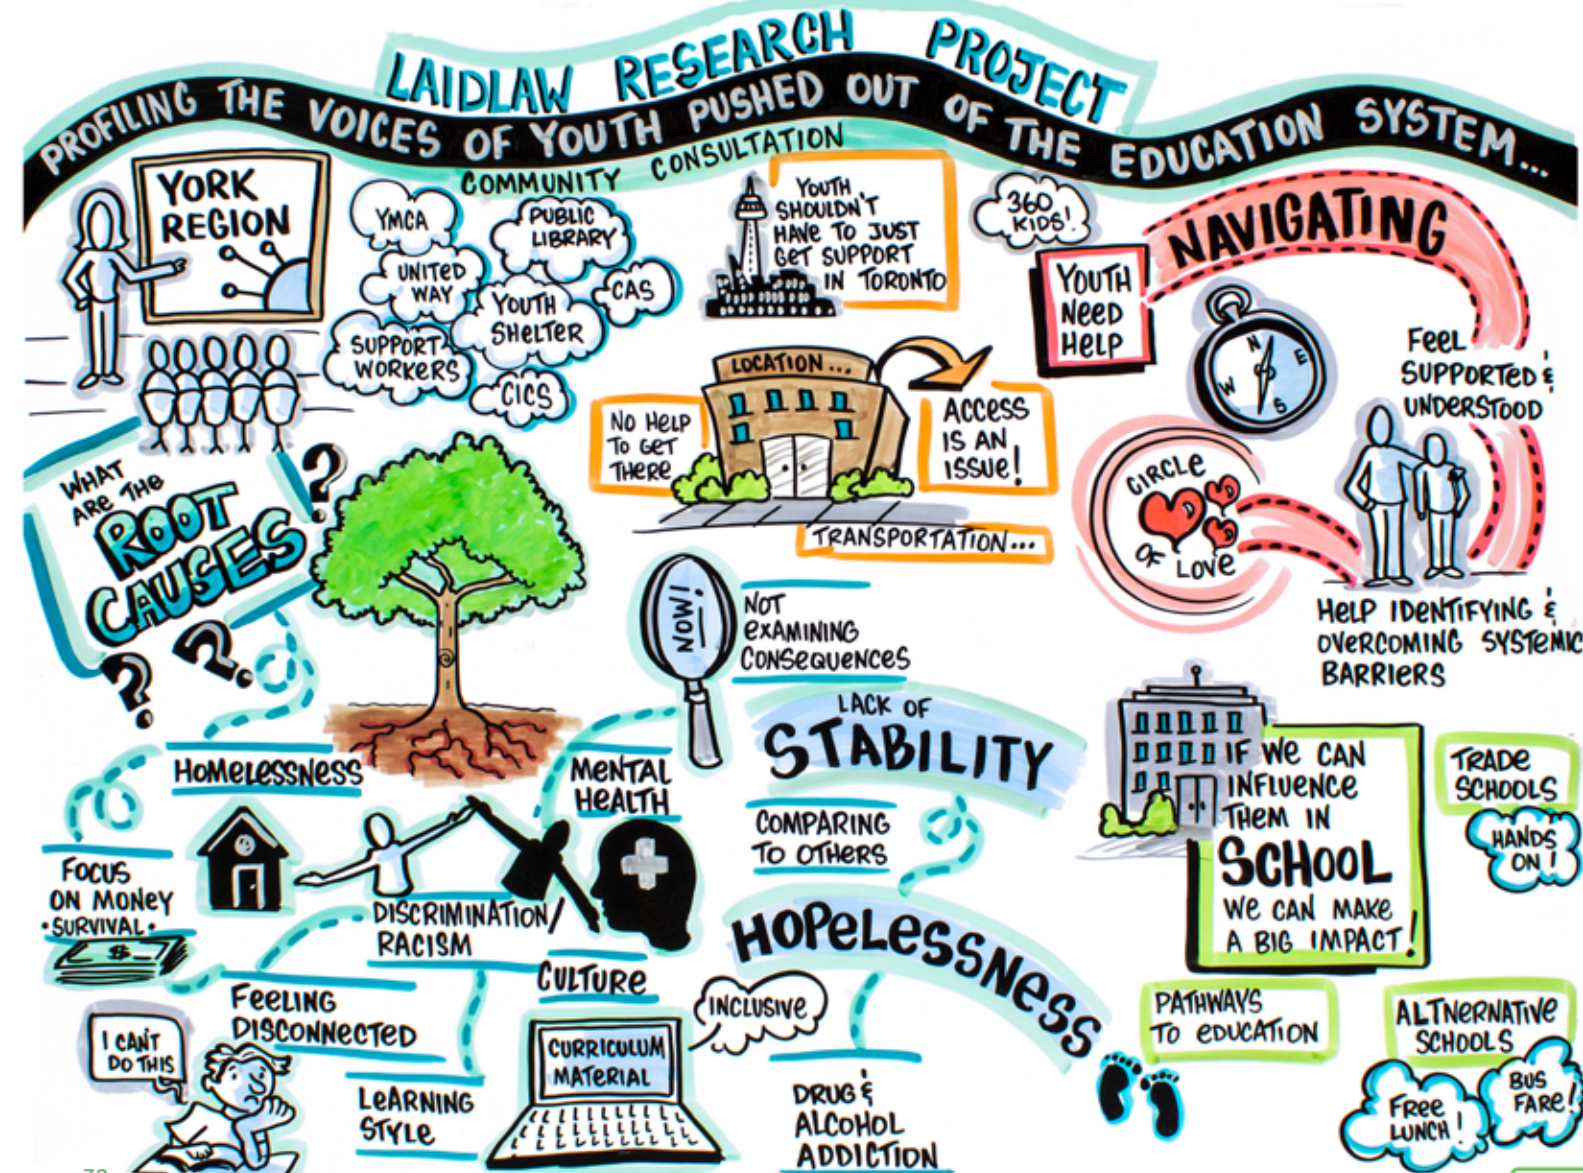 LAIDLAW RESEARCH PROJECT
PROFILING THE VOICES OF YOUTH PUSHED OUT OF THE EDUCATION SYSTEM...
COMMUNITY CONSULTATION
YORK
REGION
YMCA
PUBLIC
LIBRARY
UNITED
WAY
YOUTH
SHELTER
CAS
SUPPORT
WORKERS
CICS
YOUTH
SHOULDN'T
HAVE TO JUST
GET SUPPORT
IN TORONTO
360
KIDS!
NAVIGATING
YOUTH
NEED
HELP
N
E
S
W
FEEL
SUPPORTED &
UNDERSTOOD
LOCATION...
NO HELP
TO GET
THERE
ACCESS
IS AN
ISSUE!
TRANSPORTATION...
CIRCLE
OF LOVE
HELP IDENTIFYING &
OVERCOMING SYSTEMIC
BARRIERS
WHAT
ARE THE
ROOT
CAUSES
? ? ?
NOW!
NOT
EXAMINING
CONSEQUENCES
LACK OF
STABILITY
HOMELESSNESS
MENTAL
HEALTH
COMPARING
TO OTHERS
FOCUS
ON MONEY
•SURVIVAL•
$
DISCRIMINATION/
RACISM
HOPELESSNESS
FEELING
DISCONNECTED
I CAN'T
DO THIS
CULTURE
INCLUSIVE
CURRICULUM
MATERIAL
LEARNING
STYLE
DRUG &
ALCOHOL
ADDICTION
IF WE CAN
INFLUENCE
THEM IN
SCHOOL
WE CAN MAKE
A BIG IMPACT!
TRADE
SCHOOLS
HANDS
ON!
PATHWAYS
TO EDUCATION
ALTNERNATIVE
SCHOOLS
FREE
LUNCH!
BUS
FARE!